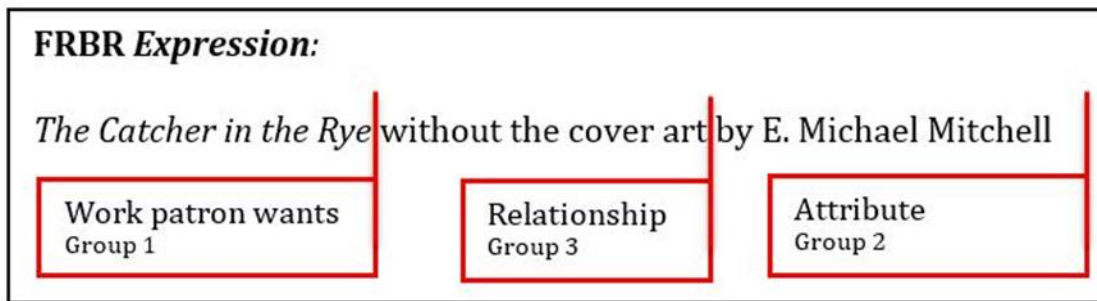 FRBR Expression:
The Catcher in the Rye without the cover art by E. Michael Mitchell
Work patron wants
Group 1
Relationship
Group 3
Attribute
Group 2